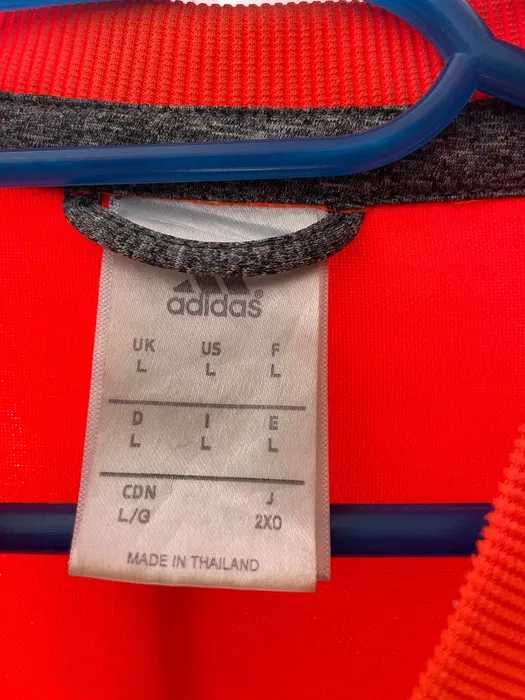 adidas®
UK US F
L L L
D I E
L L L
CDN J
L/G 2XO
MADE IN THAILAND